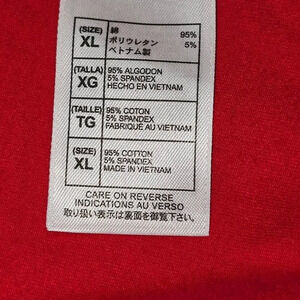 (SIZE) XL 綿 95%
ポリウレタン 5%
ベトナム製
(TALLA) XG 95% ALGODON
5% SPANDEX
HECHO EN VIETNAM
(TAILLE) TG 95% COTON
5% SPANDEX
FABRIQUÉ AU VIETNAM
(SIZE) XL 95% COTTON
5% SPANDEX
MADE IN VIETNAM
CARE ON REVERSE
INDICATIONS AU VERSO
取り扱い表示は裏面を御覧下さい